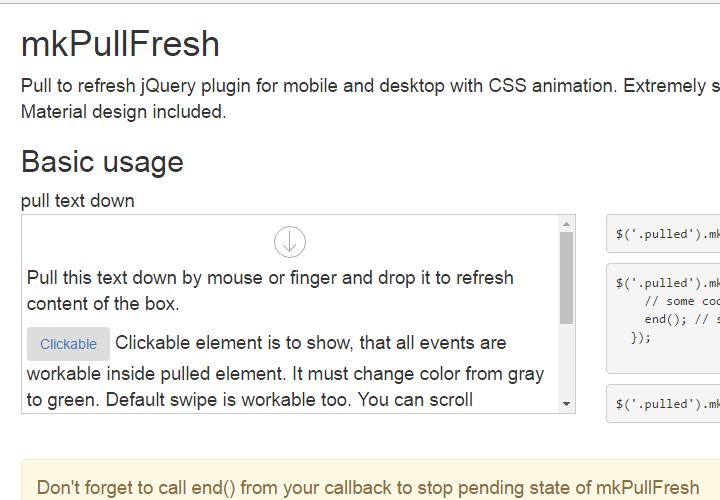 mkPullFresh
Pull to refresh jQuery plugin for mobile and desktop with CSS animation. Extremely
Material design included.
Basic usage
pull text down
Pull this text down by mouse or finger and drop it to refresh
content of the box.
Clickable Clickable element is to show, that all events are
workable inside pulled element. It must change color from gray
to green. Default swipe is workable too. You can scroll
$('.pulled').mk
$('.pulled').mk
// some
end(); //
});
$('.pulled').mk
Don't forget to call end() from your callback to stop pending state of mkPullFresh